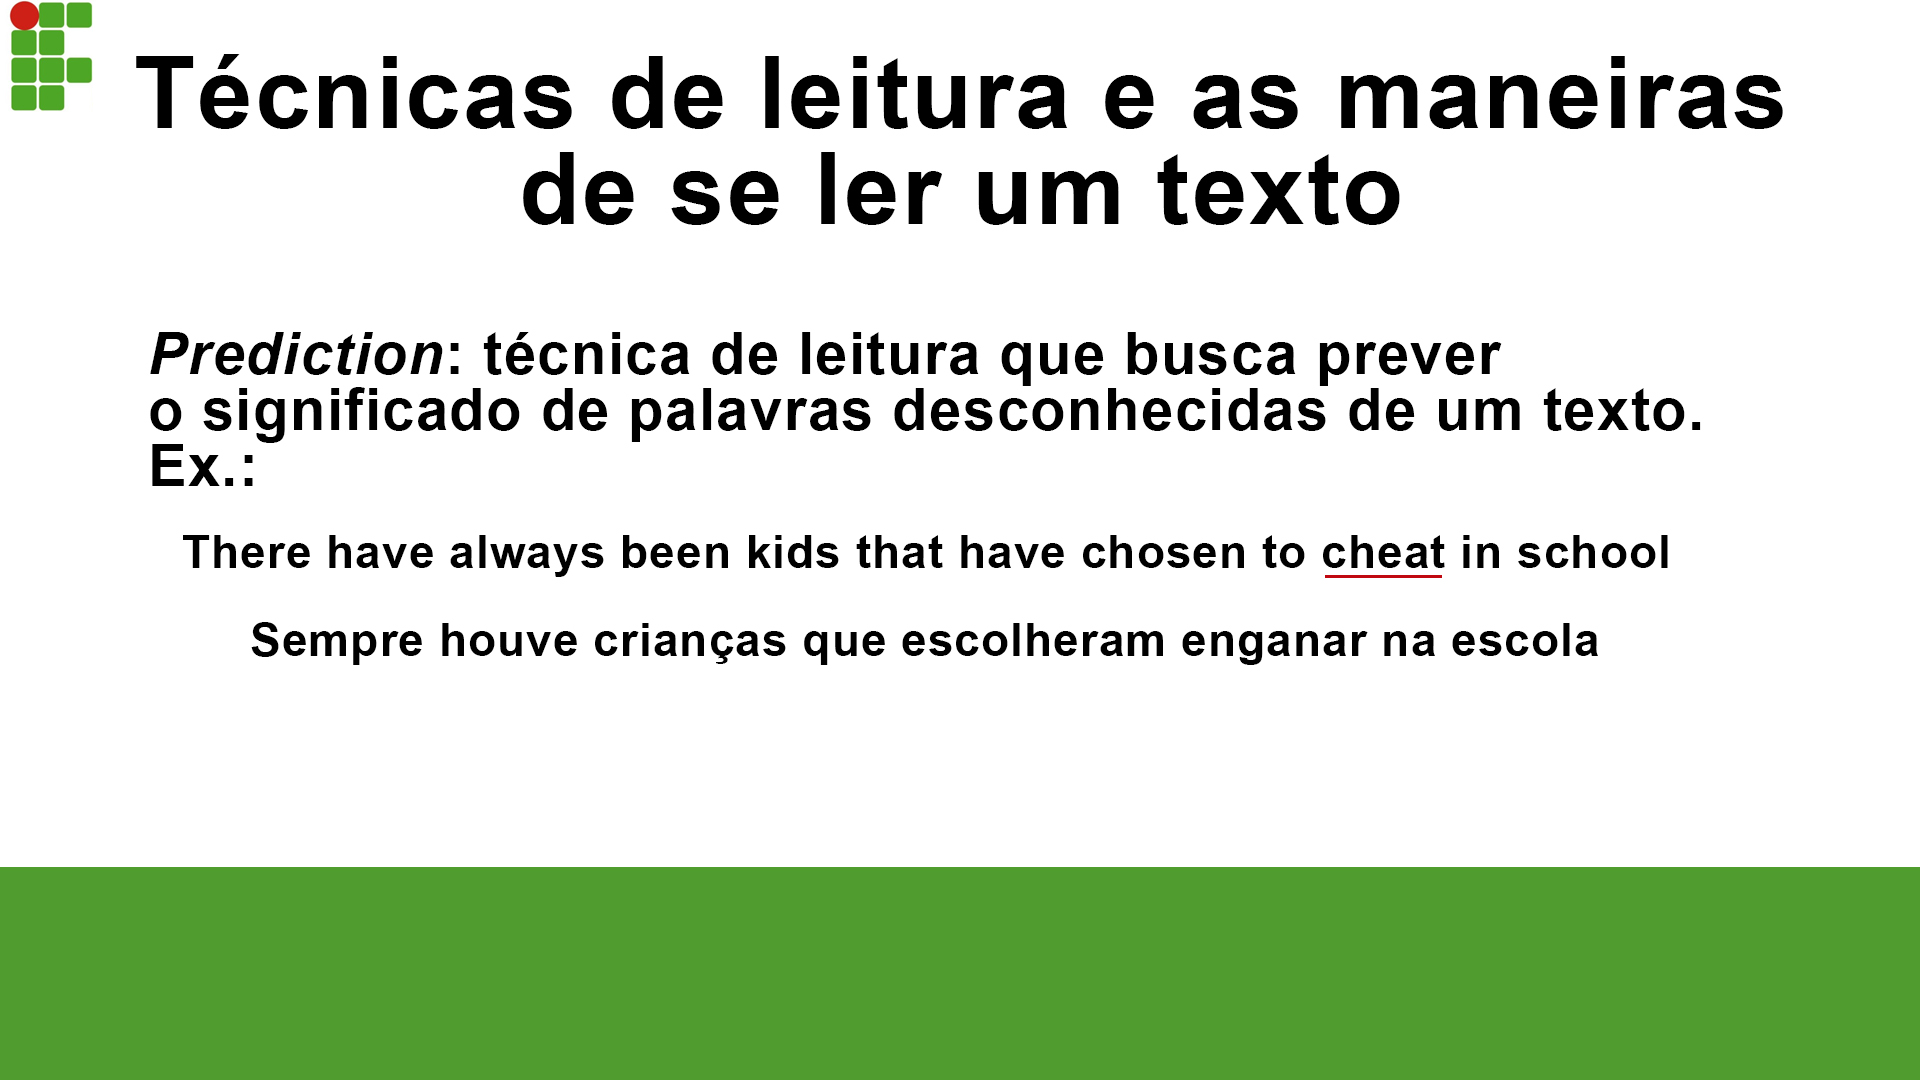 Técnicas de leitura e as maneiras
de se ler um texto
Prediction: técnica de leitura que busca prever
o significado de palavras desconhecidas de um texto.
Ex.:
There have always been kids that have chosen to cheat in school
Sempre houve crianças que escolheram enganar na escola